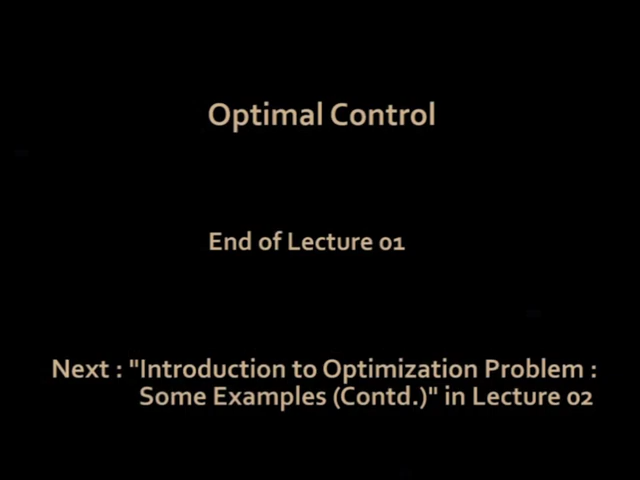 Optimal Control
End of Lecture 01
Next : "Introduction to Optimization Problem :
Some Examples (Contd.)" in Lecture 02